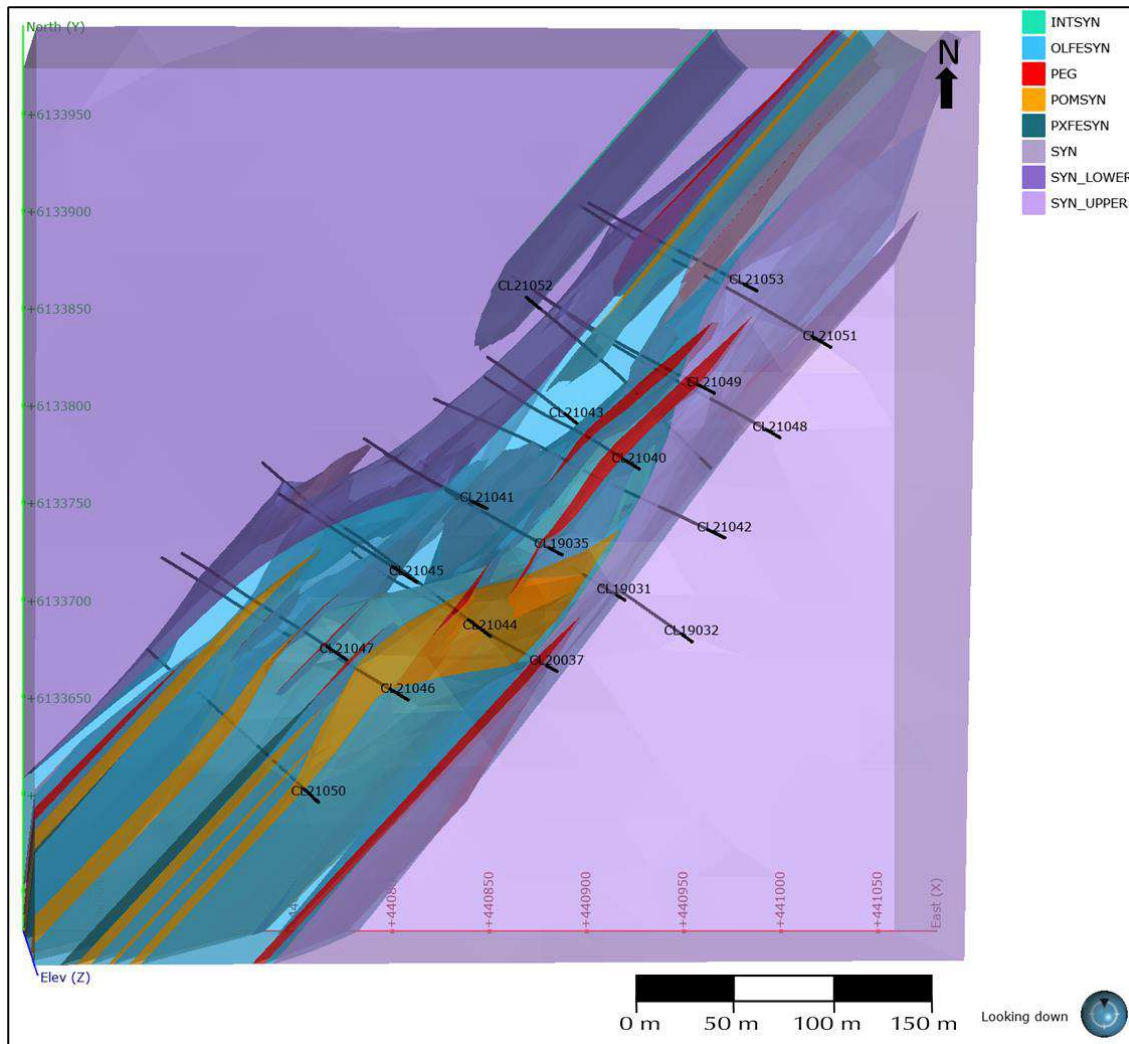 North (Y)
+6133950
+6133900
+6133850
+6133800
+6133750
+6133700
+6133650
N
INTSYN
OLFESYN
PEG
POMSYN
PXFESYN
SYN
SYN_LOWER
SYN_UPPER
CL21053
CL21052
CL21051
CL21049
CL21043
CL21048
CL21040
CL21041
CL21042
CL19035
CL21045
CL19031
CL21044
CL19032
CL21047
CL20037
CL21046
CL21050
+440850
+440900
+440950
+441000
+441050
East (X)
Elev (Z)
0 m 50 m 100 m 150 m
Looking down